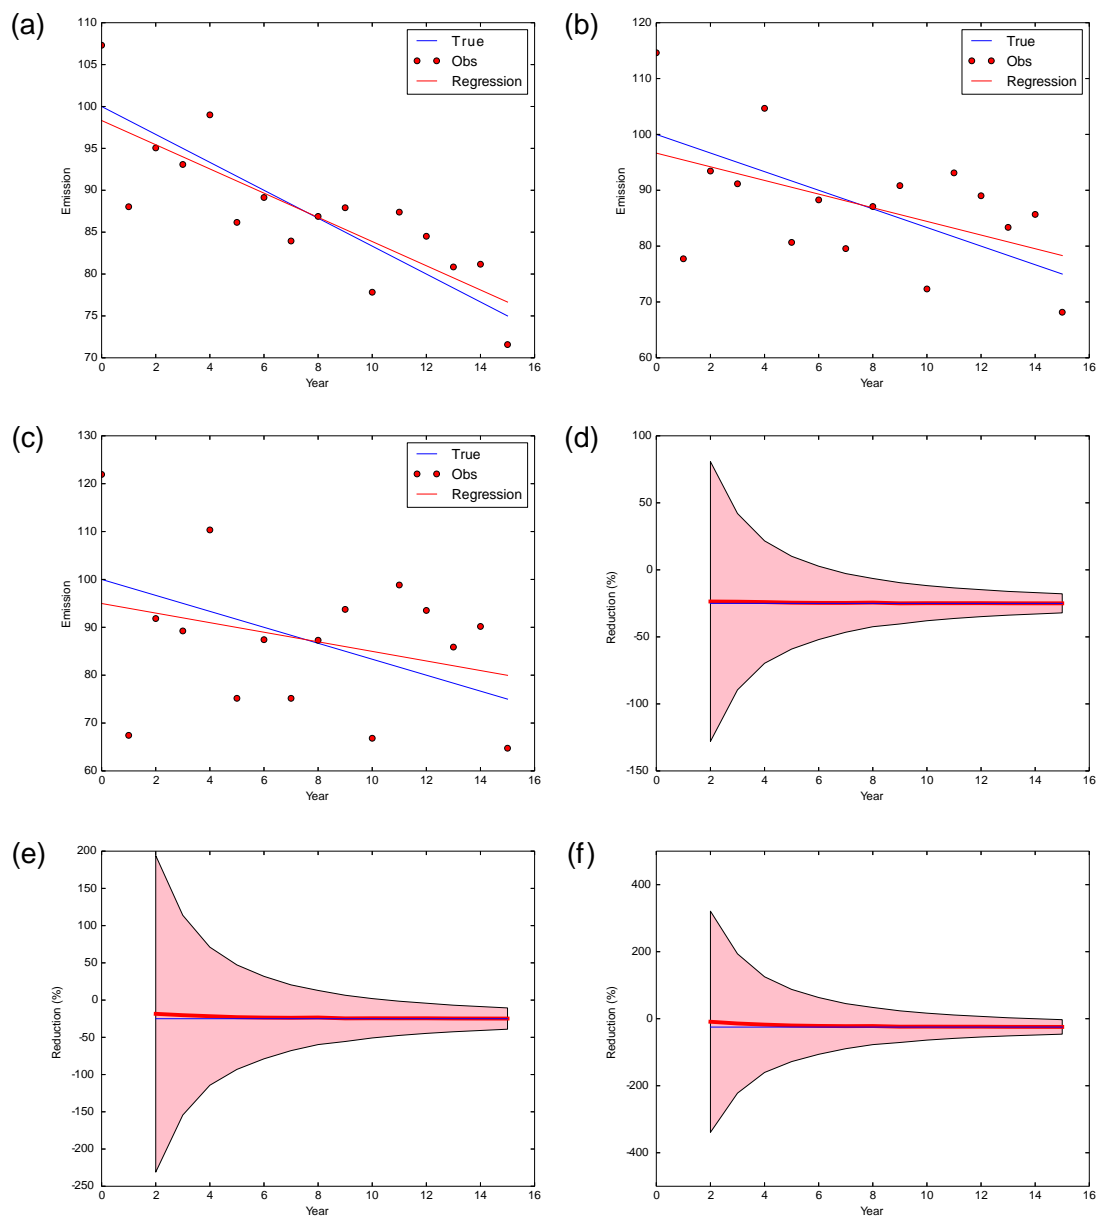 (a)
110
105
100
95
90
85
80
75
70
Emission
0 2 4 6 8 10 12 14 16
Year
True
Obs
Regression
(b)
120
110
100
90
80
70
60
Emission
0 2 4 6 8 10 12 14 16
Year
True
Obs
Regression
(c)
130
120
110
100
90
80
70
60
Emission
0 2 4 6 8 10 12 14 16
Year
True
Obs
Regression
(d)
100
50
0
-50
-100
-150
Reduction (%)
0 2 4 6 8 10 12 14 16
Year
(e)
200
150
100
50
0
-50
-100
-150
-200
-250
Reduction (%)
0 2 4 6 8 10 12 14 16
Year
(f)
400
200
0
-200
-400
Reduction (%)
0 2 4 6 8 10 12 14 16
Year